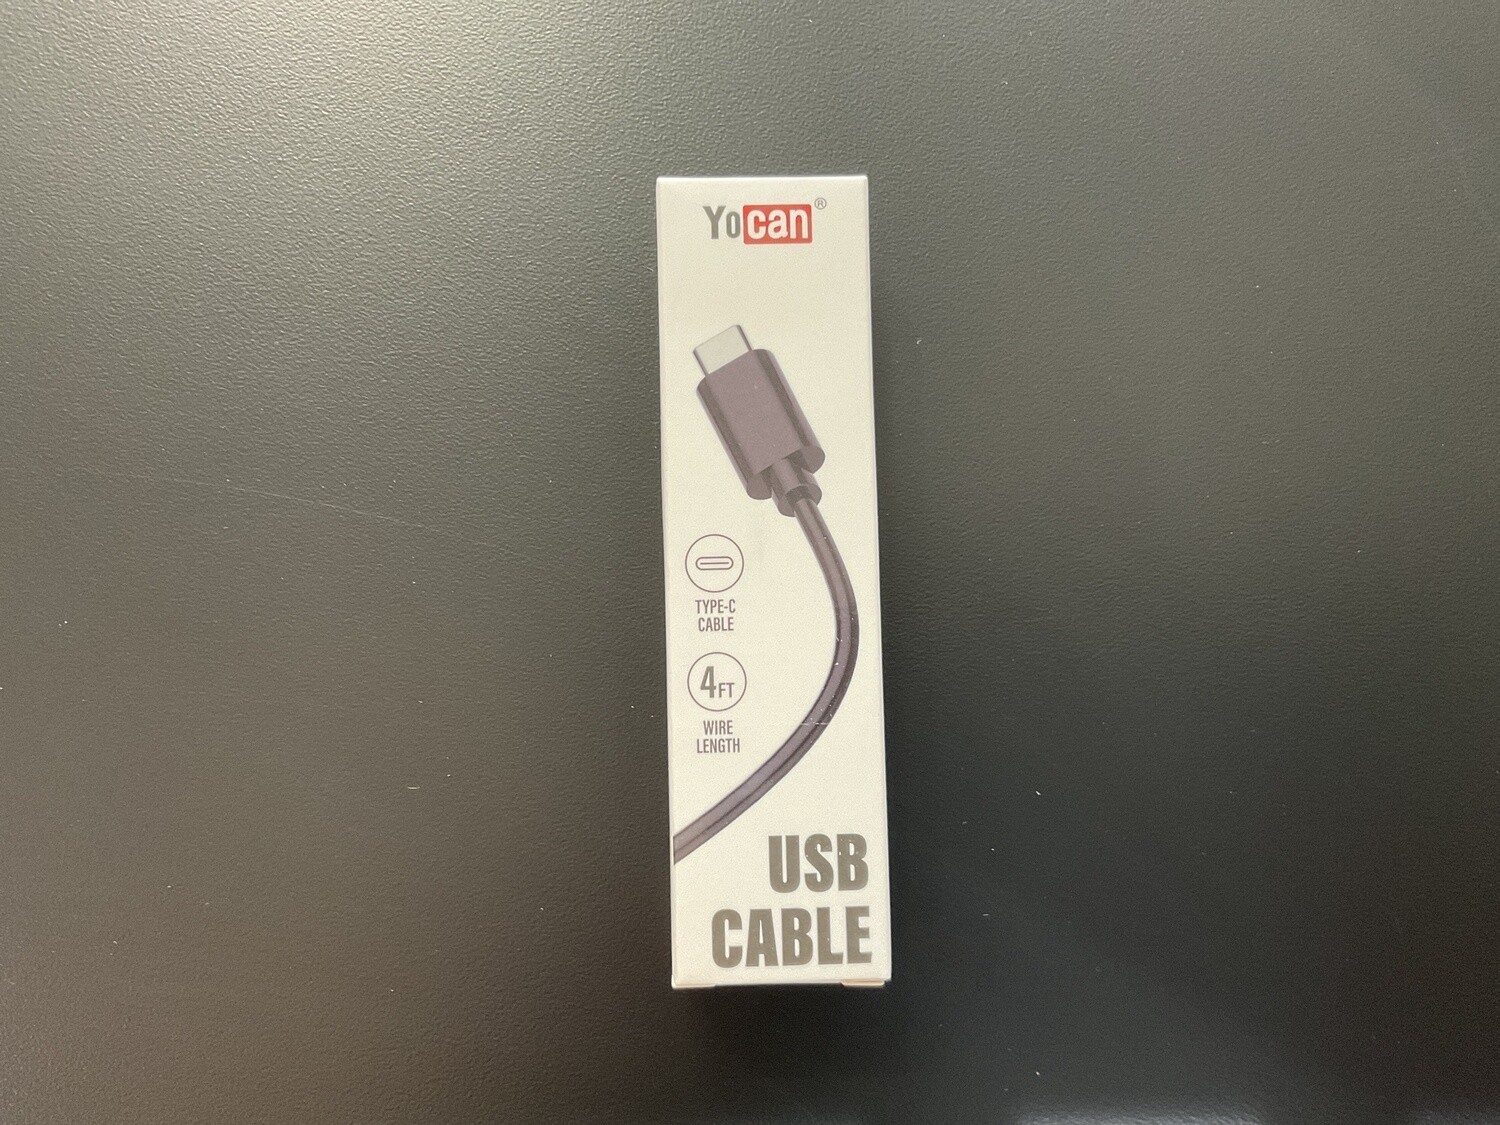 Yocan®
TYPE-C
CABLE
4FT
WIRE
LENGTH
USB
CABLE